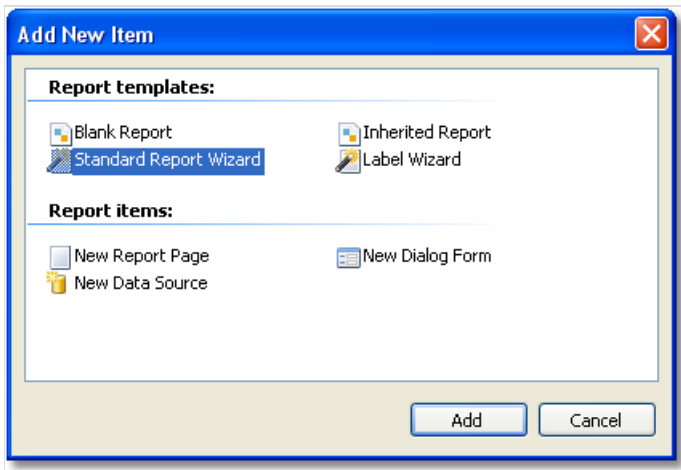 Add New Item
Report templates:
Blank Report Inherited Report
Standard Report Wizard Label Wizard
Report items:
New Report Page New Dialog Form
New Data Source
Add Cancel